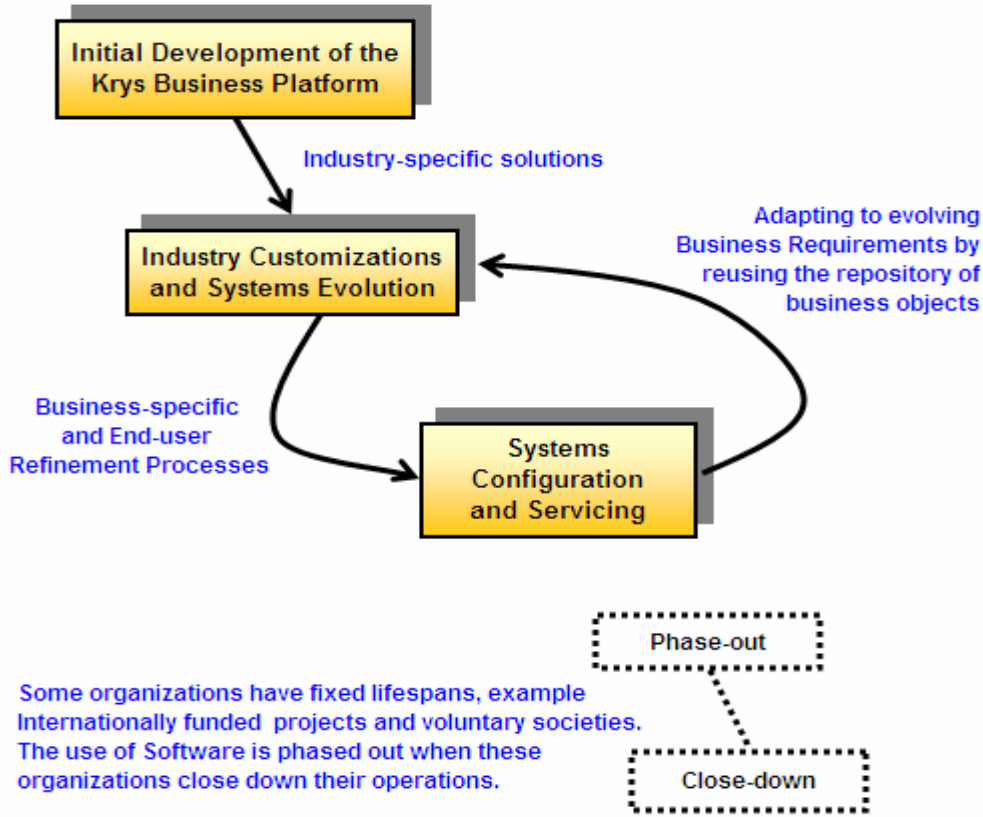 Initial Development of the
Krys Business Platform
Industry-specific solutions
Adapting to evolving
Business Requirements by
reusing the repository of
business objects
Industry Customizations
and Systems Evolution
Business-specific
and End-user
Refinement Processes
Systems
Configuration
and Servicing
Phase-out
Some organizations have fixed lifespans, example
Internationally funded projects and voluntary societies.
The use of Software is phased out when these
organizations close down their operations.
Close-down